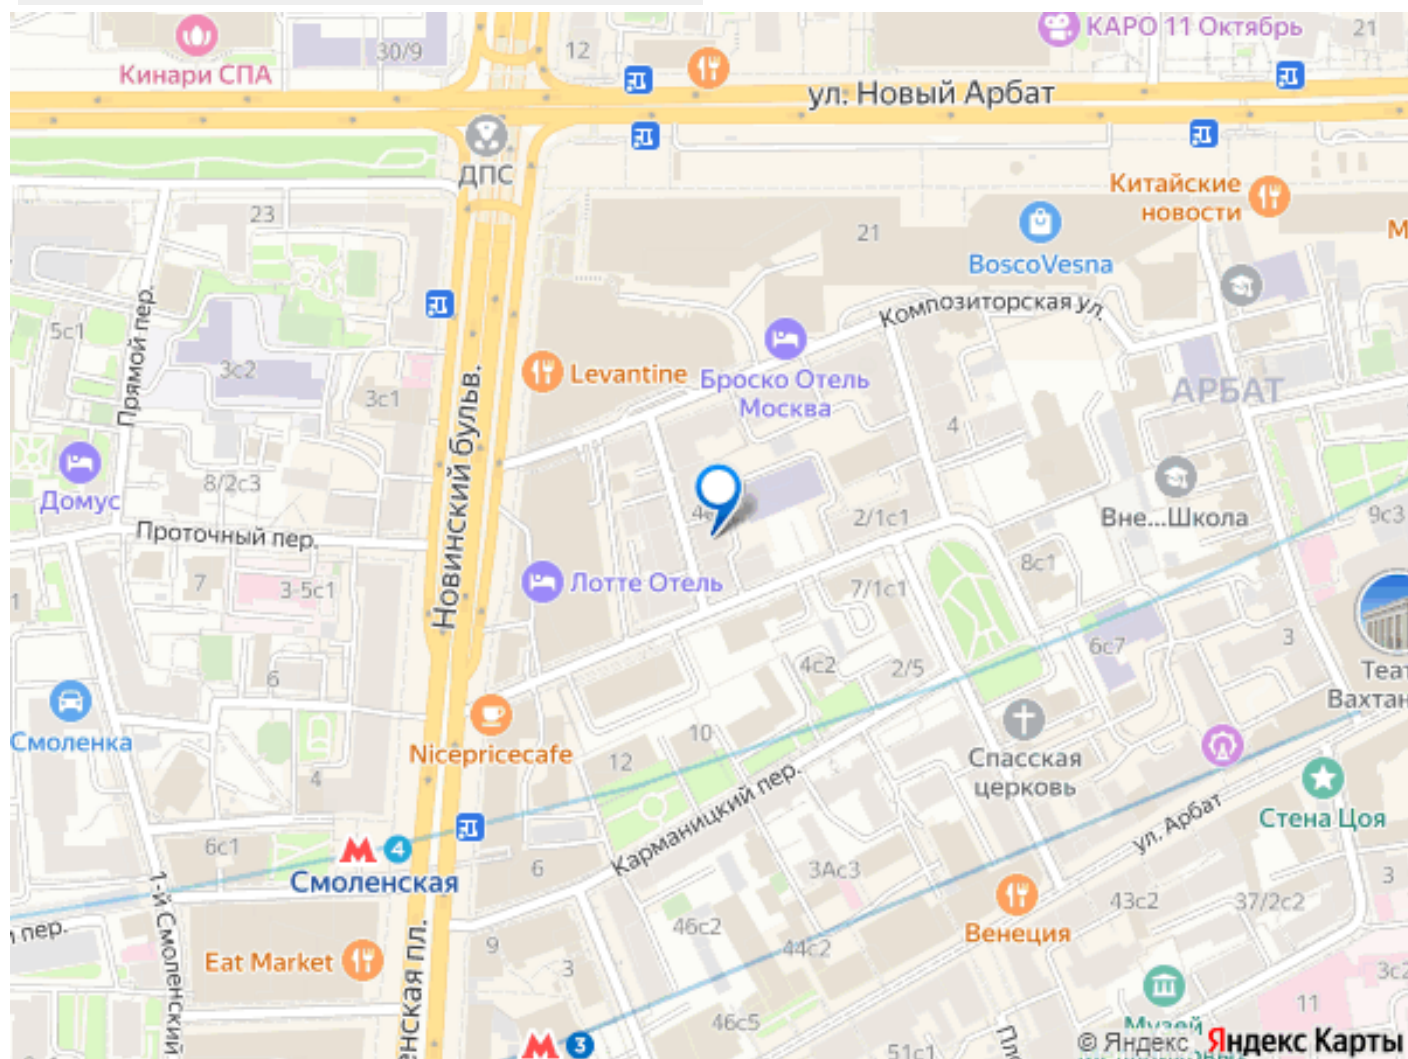 КАРО 11 Октябрь
21
30/9
12
Кинари СПА
ул. Новый Арбат
ДПС
Китайские
новости
23
21
BoscoVesna
Композиторская ул.
Прямой пер.
5с1
3с2
3с1
Levantine
Броско Отель
Москва
АРБАТ
4
Новинский бульв.
Домус
8/2с3
Проточный пер.
2/1с1
Вне...Школа
9с3
8с1
7
3-5с1
Лотте Отель
7/1с1
6с7
3
6
4с2
2/5
Смоленка
Nicepricecafe
10
12
4
Спасская
церковь
Карманицкий пер.
Стена Цоя
ул. Арбат
6с1
4
Смоленская
6
3Ас3
3
1-й Смоленский
43с2
37/2с2
46с2
Венеция
9
44с2
Eat Market
3
11
46с5
3
51с1
© Яндекс Яндекс Карты